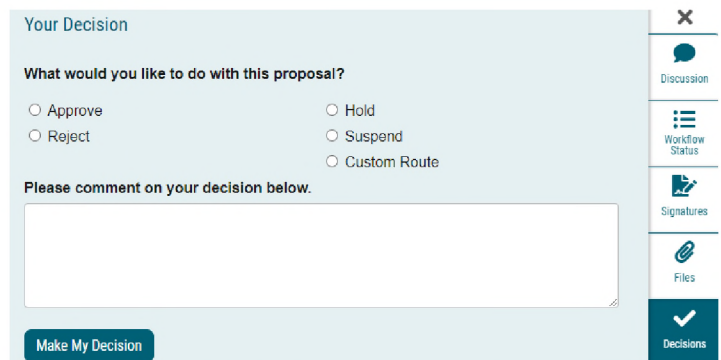 Your Decision
What would you like to do with this proposal?
Approve
Hold
Reject
Suspend
Custom Route
Please comment on your decision below.
Make My Decision
Discussion
Workflow
Status
Signatures
Files
Decisions